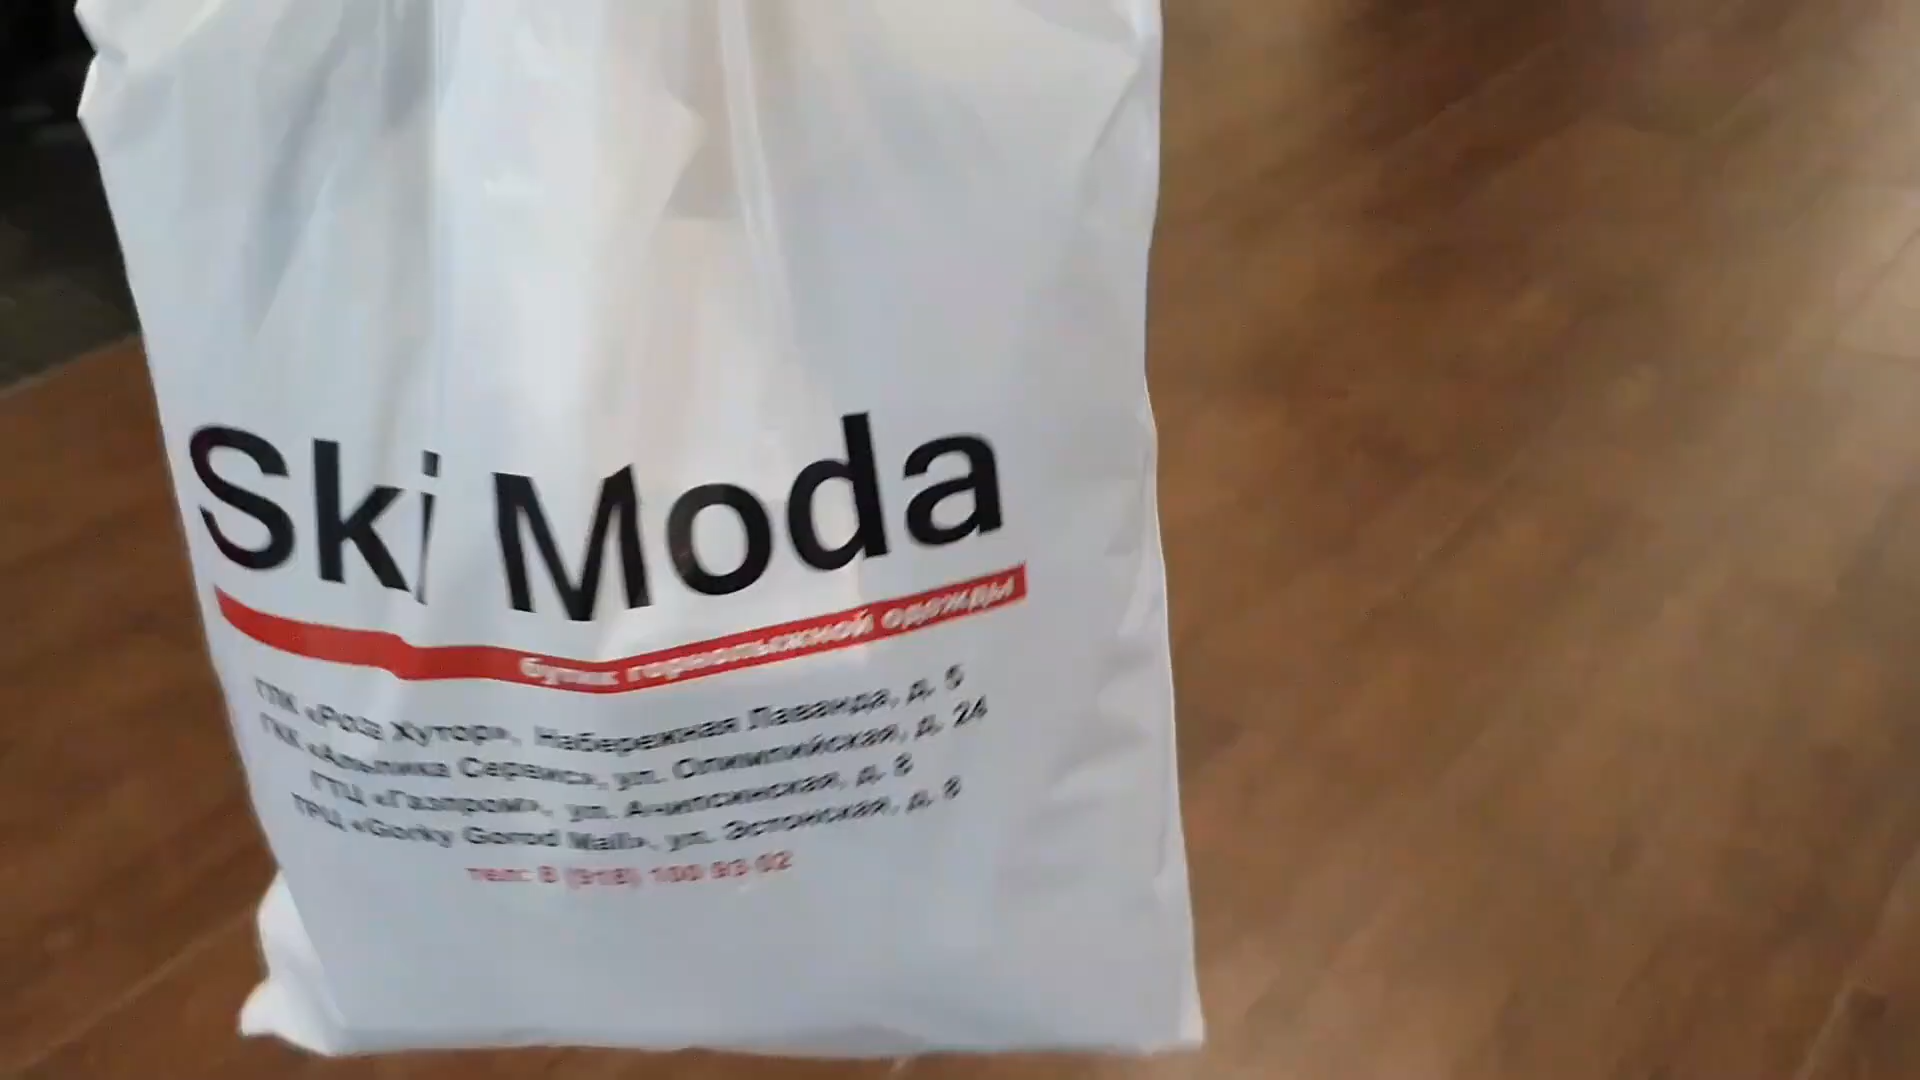 Ski Moda
бутик горнолыжной одежды
ГЛК «Роза Хутор», Набережная Лаванда, д. 5
ГКК «Альпика Сервис», ул. Олимпийская, д. 24
ГТЦ «Газпром», ул. Ачипсинская, д. 8
ТРЦ «Gorky Gorod Mall», ул. Эстонская, д. 8
тел: 8 (918) 100 93 02